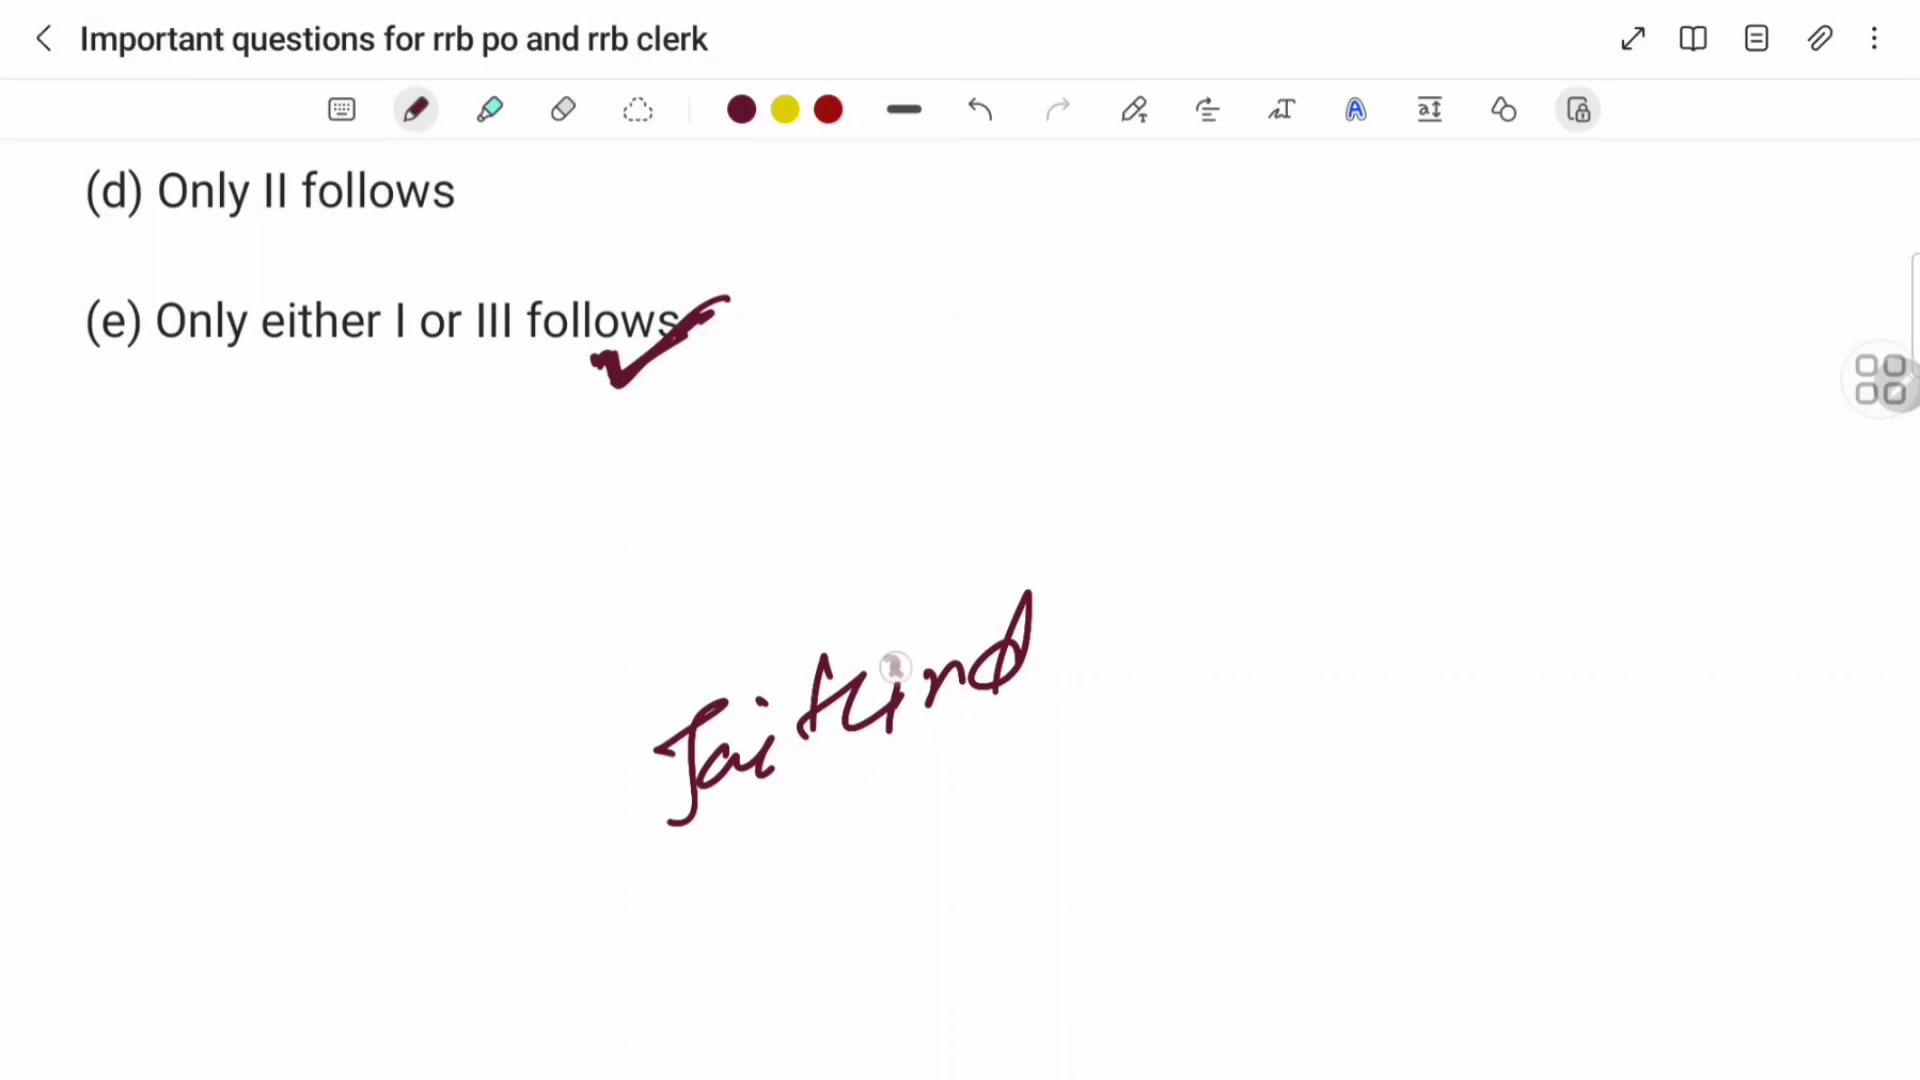 Important questions for rrb po and rrb clerk
(d) Only II follows
(e) Only either I or III follows
Jai Hind